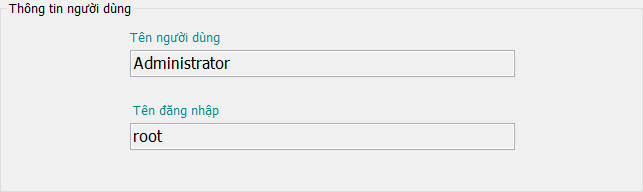 Thông tin người dùng
Tên người dùng
Administrator
Tên đăng nhập
root